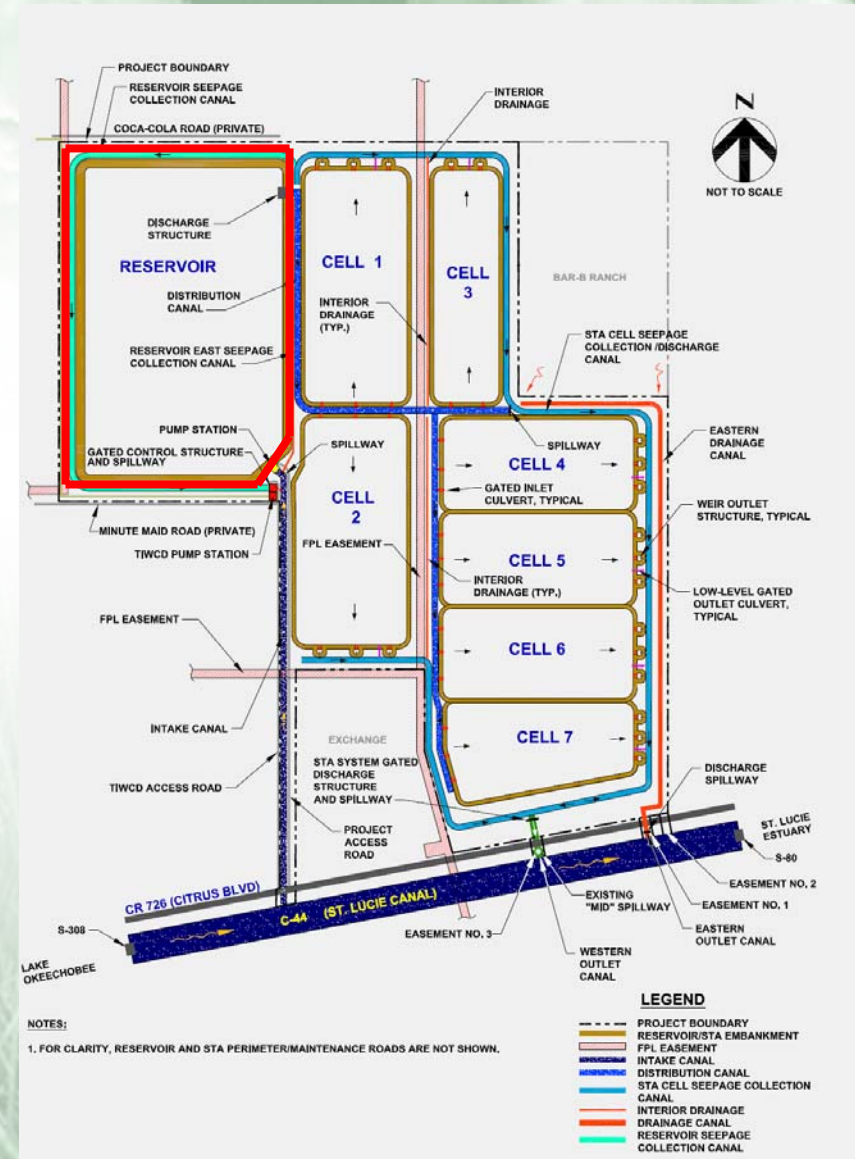 PROJECT BOUNDARY
RESERVOIR SEEPAGE
COLLECTION CANAL
COCA-COLA ROAD (PRIVATE)
INTERIOR
DRAINAGE
N
NOT TO SCALE
DISCHARGE
STRUCTURE
RESERVOIR
DISTRIBUTION
CANAL
CELL 1
INTERIOR
DRAINAGE
(TYP.)
CELL
3
BAR-B RANCH
STA CELL SEEPAGE
COLLECTION /DISCHARGE
CANAL
RESERVOIR EAST SEEPAGE
COLLECTION CANAL
PUMP STATION
GATED CONTROL STRUCTURE
AND SPILLWAY
SPILLWAY
SPILLWAY
EASTERN
DRAINAGE
CANAL
CELL 4
GATED INLET
CULVERT, TYPICAL
CELL
2
WEIR OUTLET
STRUCTURE, TYPICAL
MINUTE MAID ROAD (PRIVATE)
TIWCD PUMP STATION
FPL EASEMENT
CELL 5
INTERIOR
DRAINAGE (TYP.)
LOW-LEVEL GATED
OUTLET CULVERT,
TYPICAL
FPL EASEMENT
CELL 6
INTAKE CANAL
EXCHANGE
CELL 7
STA SYSTEM GATED
DISCHARGE
STRUCTURE
AND SPILLWAY
DISCHARGE
SPILLWAY
TIWCD ACCESS ROAD
PROJECT
ACCESS
ROAD
ST. LUCIE
ESTUARY
S-80
CR 726 (CITRUS BLVD)
C-44 (ST. LUCIE CANAL)
EASEMENT NO. 2
EASEMENT NO. 1
EXISTING
"MID" SPILLWAY
EASTERN
OUTLET CANAL
S-308
EASEMENT NO. 3
LAKE
OKEECHOBEE
WESTERN
OUTLET
CANAL
NOTES:
1. FOR CLARITY, RESERVOIR AND STA PERIMETER/MAINTENANCE ROADS ARE NOT SHOWN.
LEGEND
PROJECT BOUNDARY
RESERVOIR/STA EMBANKMENT
FPL EASEMENT
INTAKE CANAL
DISTRIBUTION CANAL
STA CELL SEEPAGE COLLECTION
CANAL
INTERIOR DRAINAGE
DRAINAGE CANAL
RESERVOIR SEEPAGE
COLLECTION CANAL